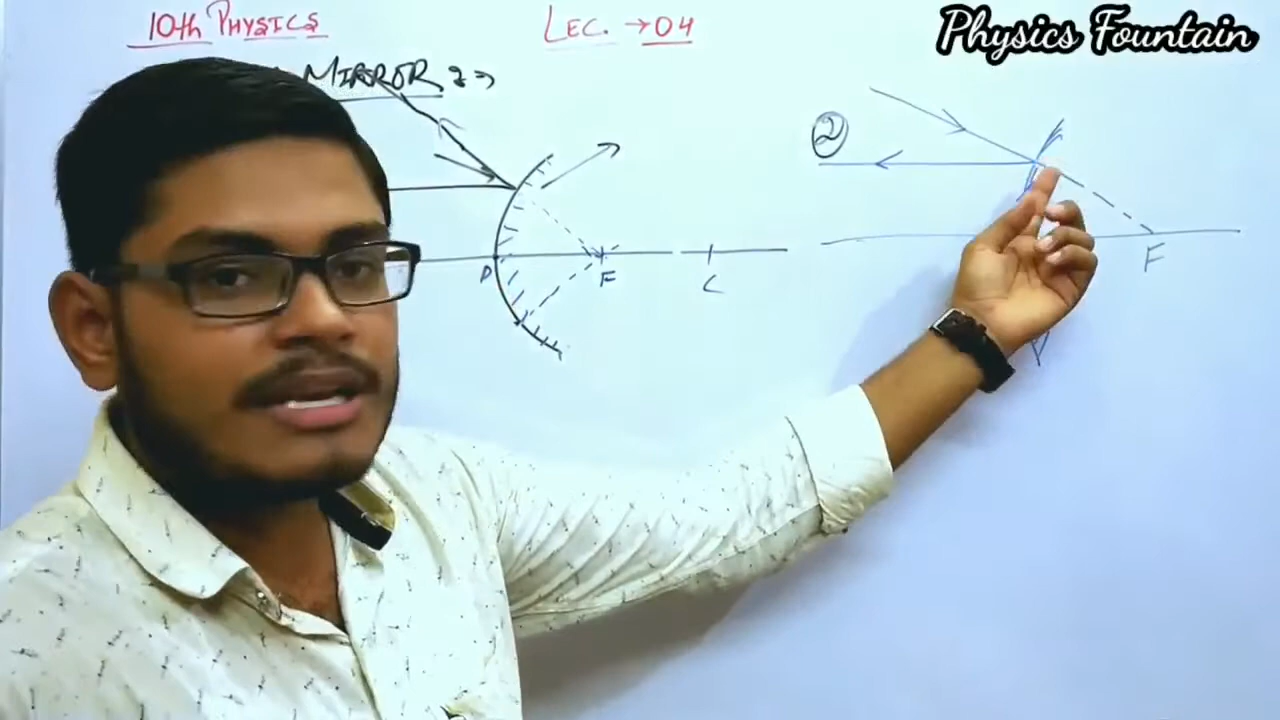 10th PHYSICS
LEC. → 04
Physics Fountain
MIRROR
②
P
F
C
F